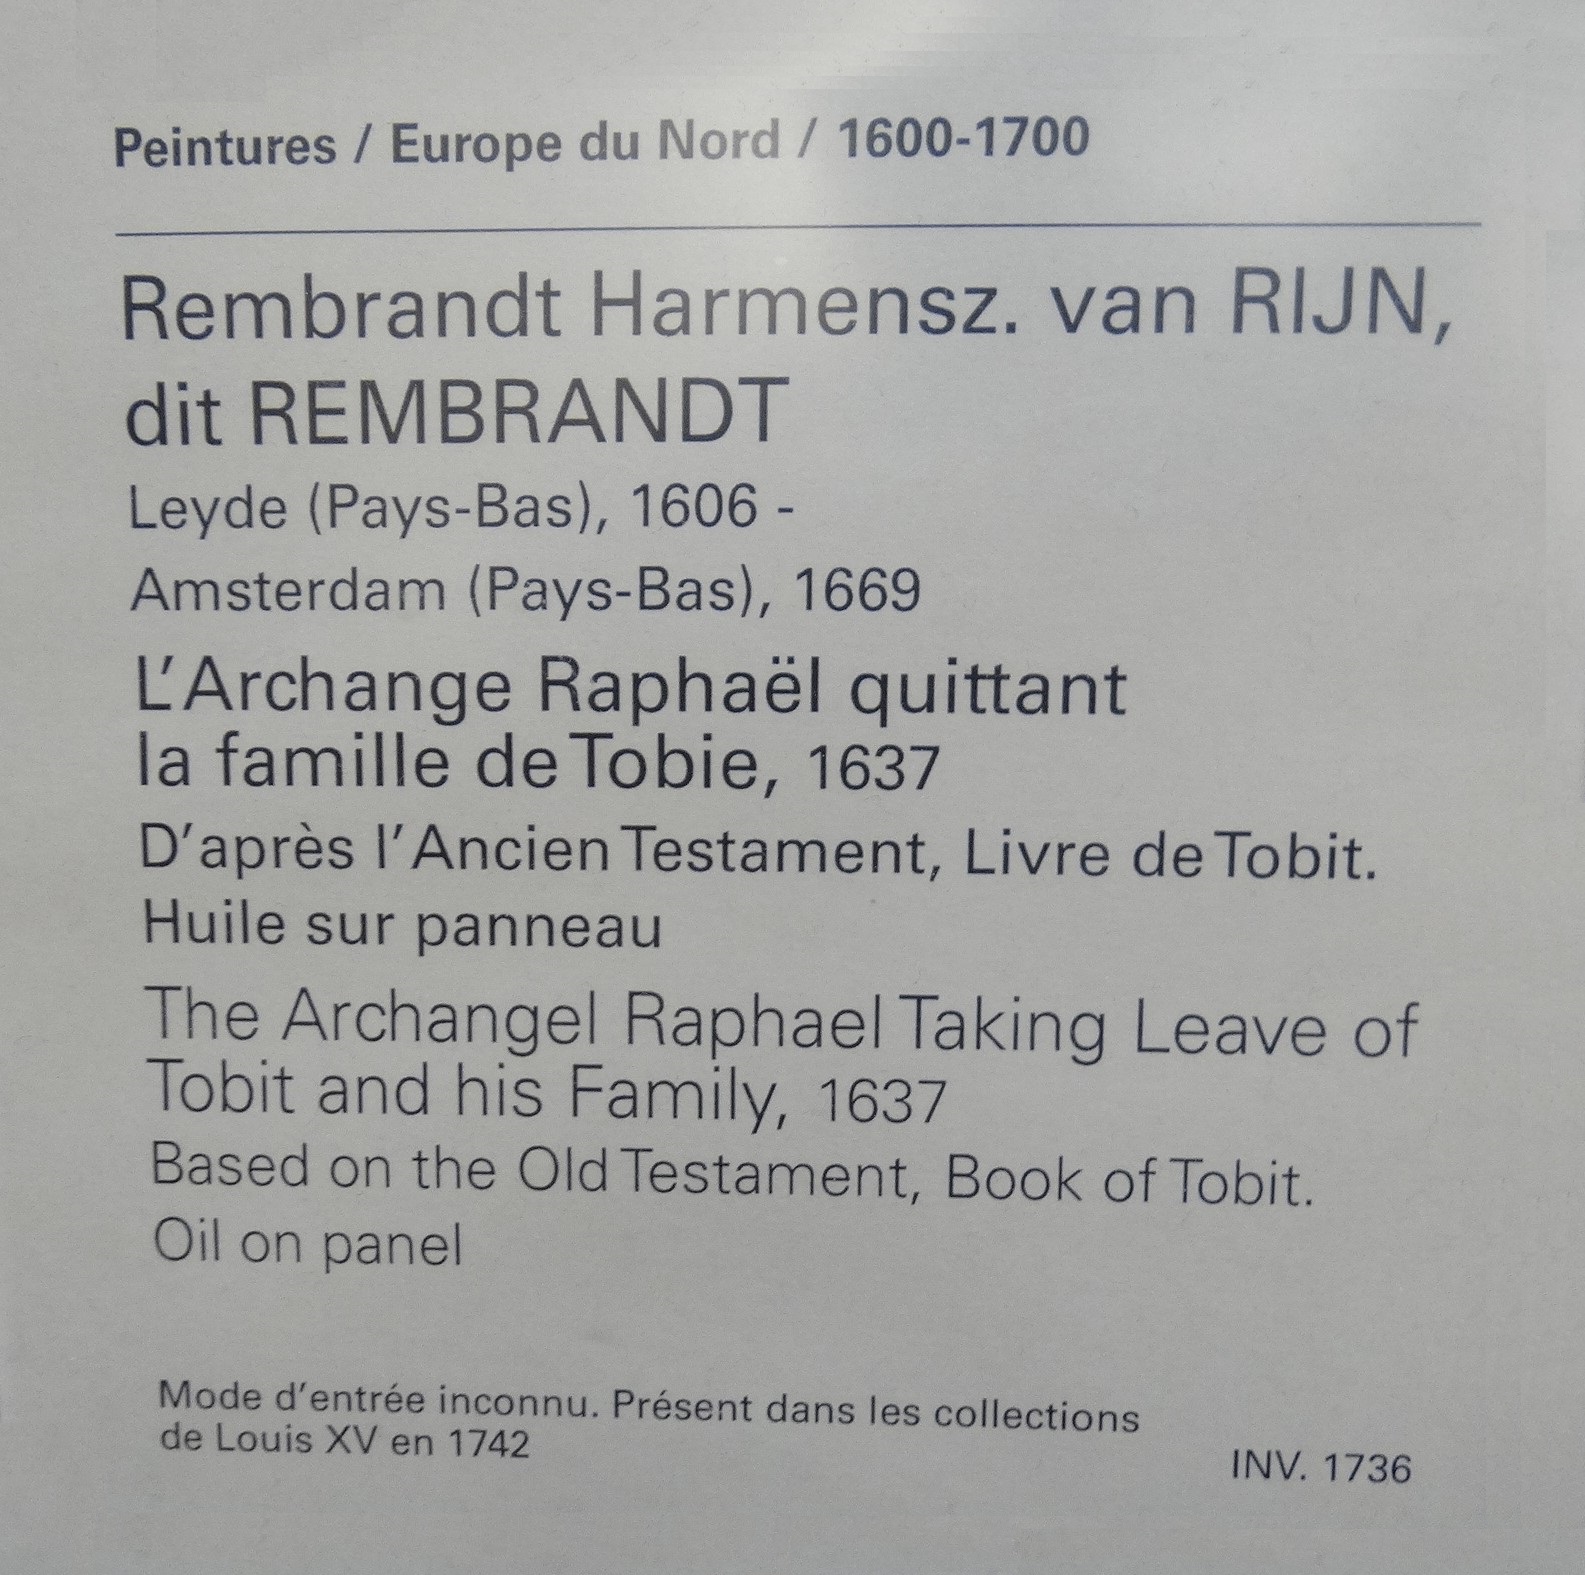 Peintures / Europe du Nord / 1600-1700
Rembrandt Harmensz. van RIJN,
dit REMBRANDT
Leyde (Pays-Bas), 1606 -
Amsterdam (Pays-Bas), 1669
L’Archange Raphaël quittant
la famille de Tobie, 1637
D’après l’Ancien Testament, Livre de Tobit.
Huile sur panneau
The Archangel Raphael Taking Leave of
Tobit and his Family, 1637
Based on the Old Testament, Book of Tobit.
Oil on panel
Mode d’entrée inconnu. Présent dans les collections
de Louis XV en 1742
INV. 1736